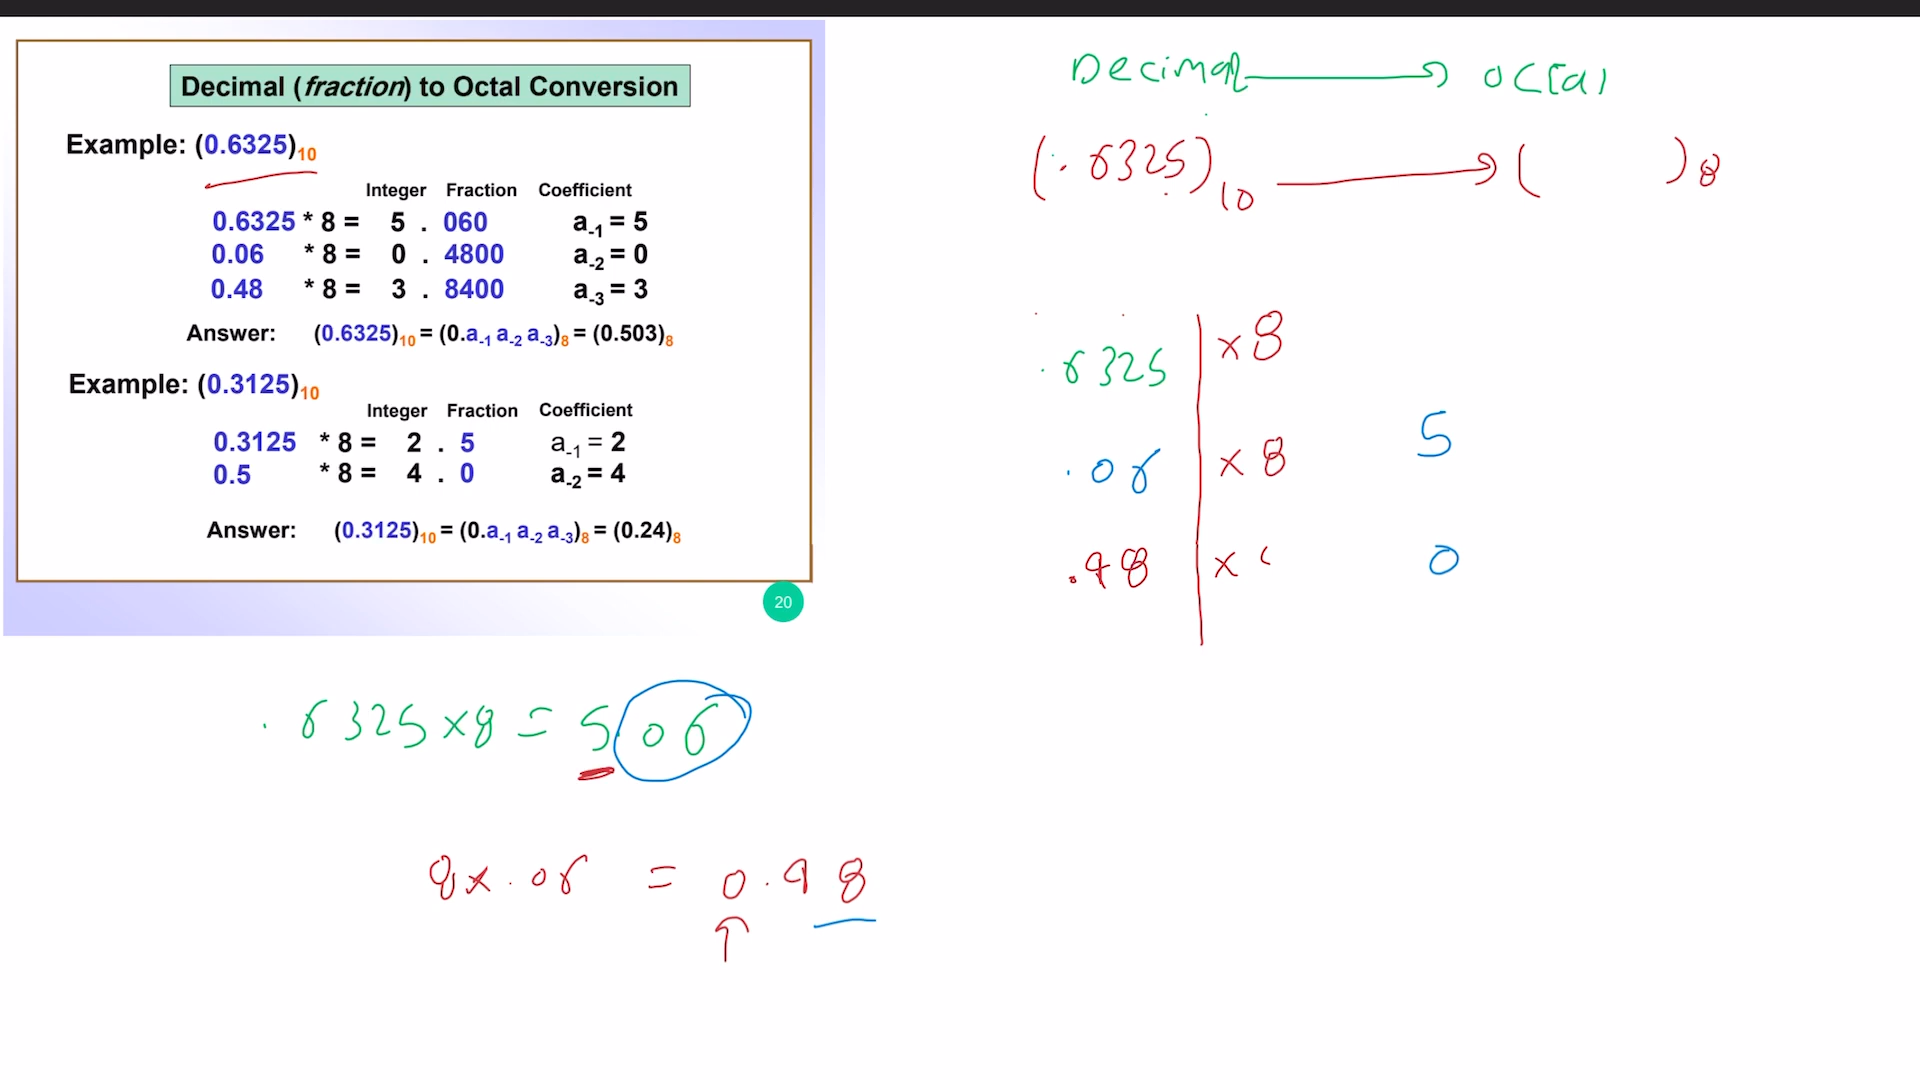 Decimal (fraction) to Octal Conversion
Example: (0.6325)10
Integer Fraction Coefficient
0.6325 * 8 = 5 . 060 a-1 = 5
0.06 * 8 = 0 . 4800 a-2 = 0
0.48 * 8 = 3 . 8400 a-3 = 3
Answer: (0.6325)10 = (0.a-1 a-2 a-3)8 = (0.503)8
Example: (0.3125)10
Integer Fraction Coefficient
0.3125 * 8 = 2 . 5 a-1 = 2
0.5 * 8 = 4 . 0 a-2 = 4
Answer: (0.3125)10 = (0.a-1 a-2 a-3)8 = (0.24)8
20
Decimal → Octal
(.6325)10 → ( )8
.6325 x 8
.06 x 8 5
.48 x 0
.6325 x 8 = 5.06
8 x .06 = 0.48